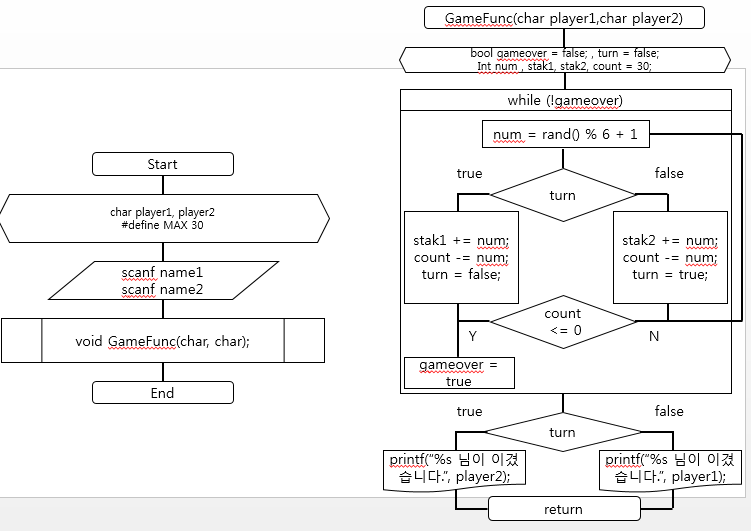 Start
char player1, player2
#define MAX 30
scanf name1
scanf name2
void GameFunc(char, char);
End
GameFunc(char player1,char player2)
bool gameover = false; , turn = false;
Int num , stak1, stak2, count = 30;
while (!gameover)
num = rand() % 6 + 1
true
false
turn
stak1 += num;
count -= num;
turn = false;
stak2 += num;
count -= num;
turn = true;
count
<= 0
Y
N
gameover =
true
true
false
turn
printf("%s 님이 이겼
습니다.", player2);
printf("%s 님이 이겼
습니다.", player1);
return